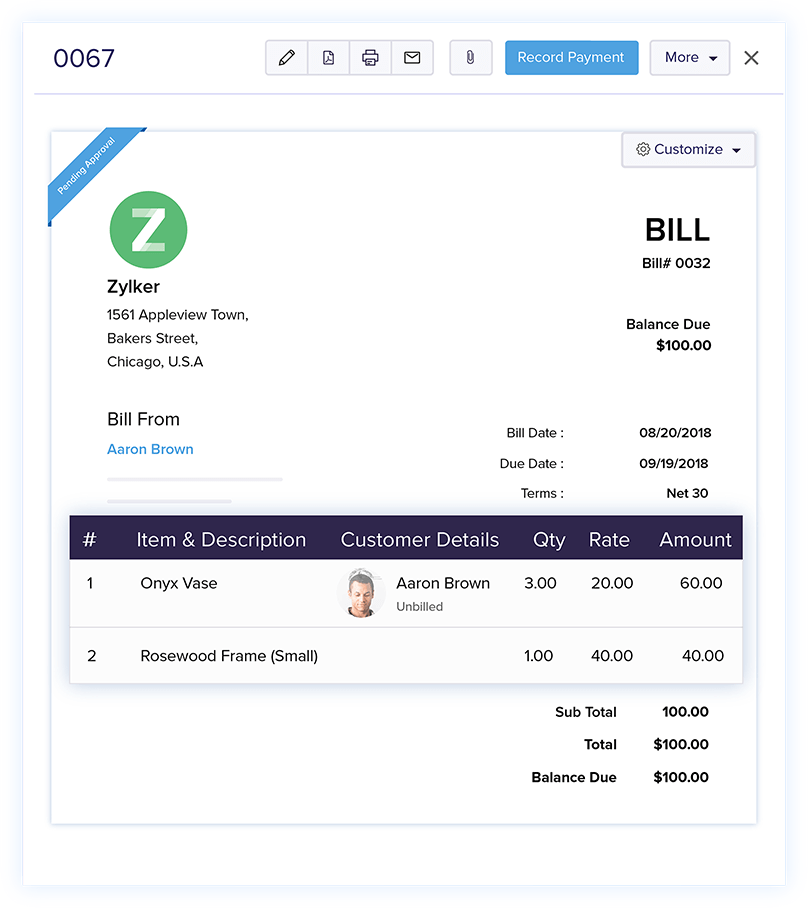 0067
Record Payment
More
Pending Approval
Customize
Z
Zylker
1561 Appleview Town,
Bakers Street,
Chicago, U.S.A
BILL
Bill# 0032
Balance Due
$100.00
Bill From
Aaron Brown
Bill Date : 08/20/2018
Due Date : 09/19/2018
Terms : Net 30
# Item & Description Customer Details Qty Rate Amount
1 Onyx Vase Aaron Brown 3.00 20.00 60.00
Unbilled
2 Rosewood Frame (Small) 1.00 40.00 40.00
Sub Total 100.00
Total $100.00
Balance Due $100.00